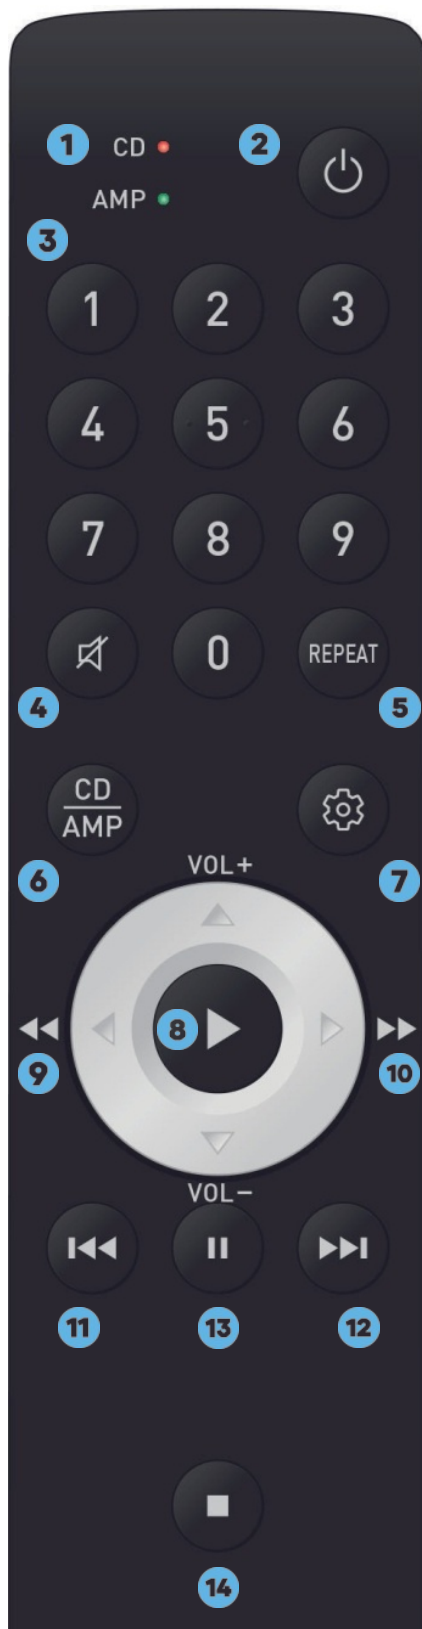 1 CD 2
AMP
3
1 2 3
4 5 6
7 8 9
0 REPEAT
4 5
CD
AMP
6 VOL+ 7
8
9 10
VOL–
11 13 12
14